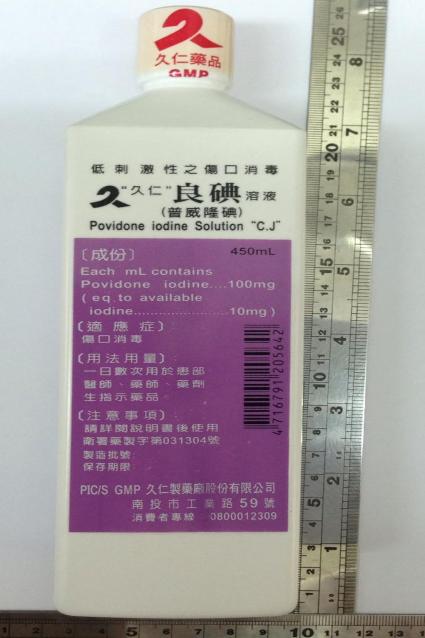 久仁藥品
GMP
低刺激性之傷口消毒
"久仁"良碘溶液
(普威隆碘)
Povidone iodine Solution "C.J"
〔成份〕 450mL
Each mL contains
Povidone iodine....100mg
( eq.to available
iodine......................10mg )
〔適應症〕
傷口消毒
〔用法用量〕
一日數次用於患部
醫師、藥師、藥劑
生指示藥品
〔注意事項〕
請詳閱說明書後使用
衛署藥製字第031304號
製造批號:
保存期限:
4 716791 205642
PIC/S GMP 久仁製藥廠股份有限公司
南投市工業路59號
消費者專線 0800012309
26
25
24
23
22
21
20
19
18
17
16
15
14
13
12
11
10
9
8
7
6
5
4
3
2
1
8
7
6
5
4
3
2
1
5
6
7
8
9
10
11